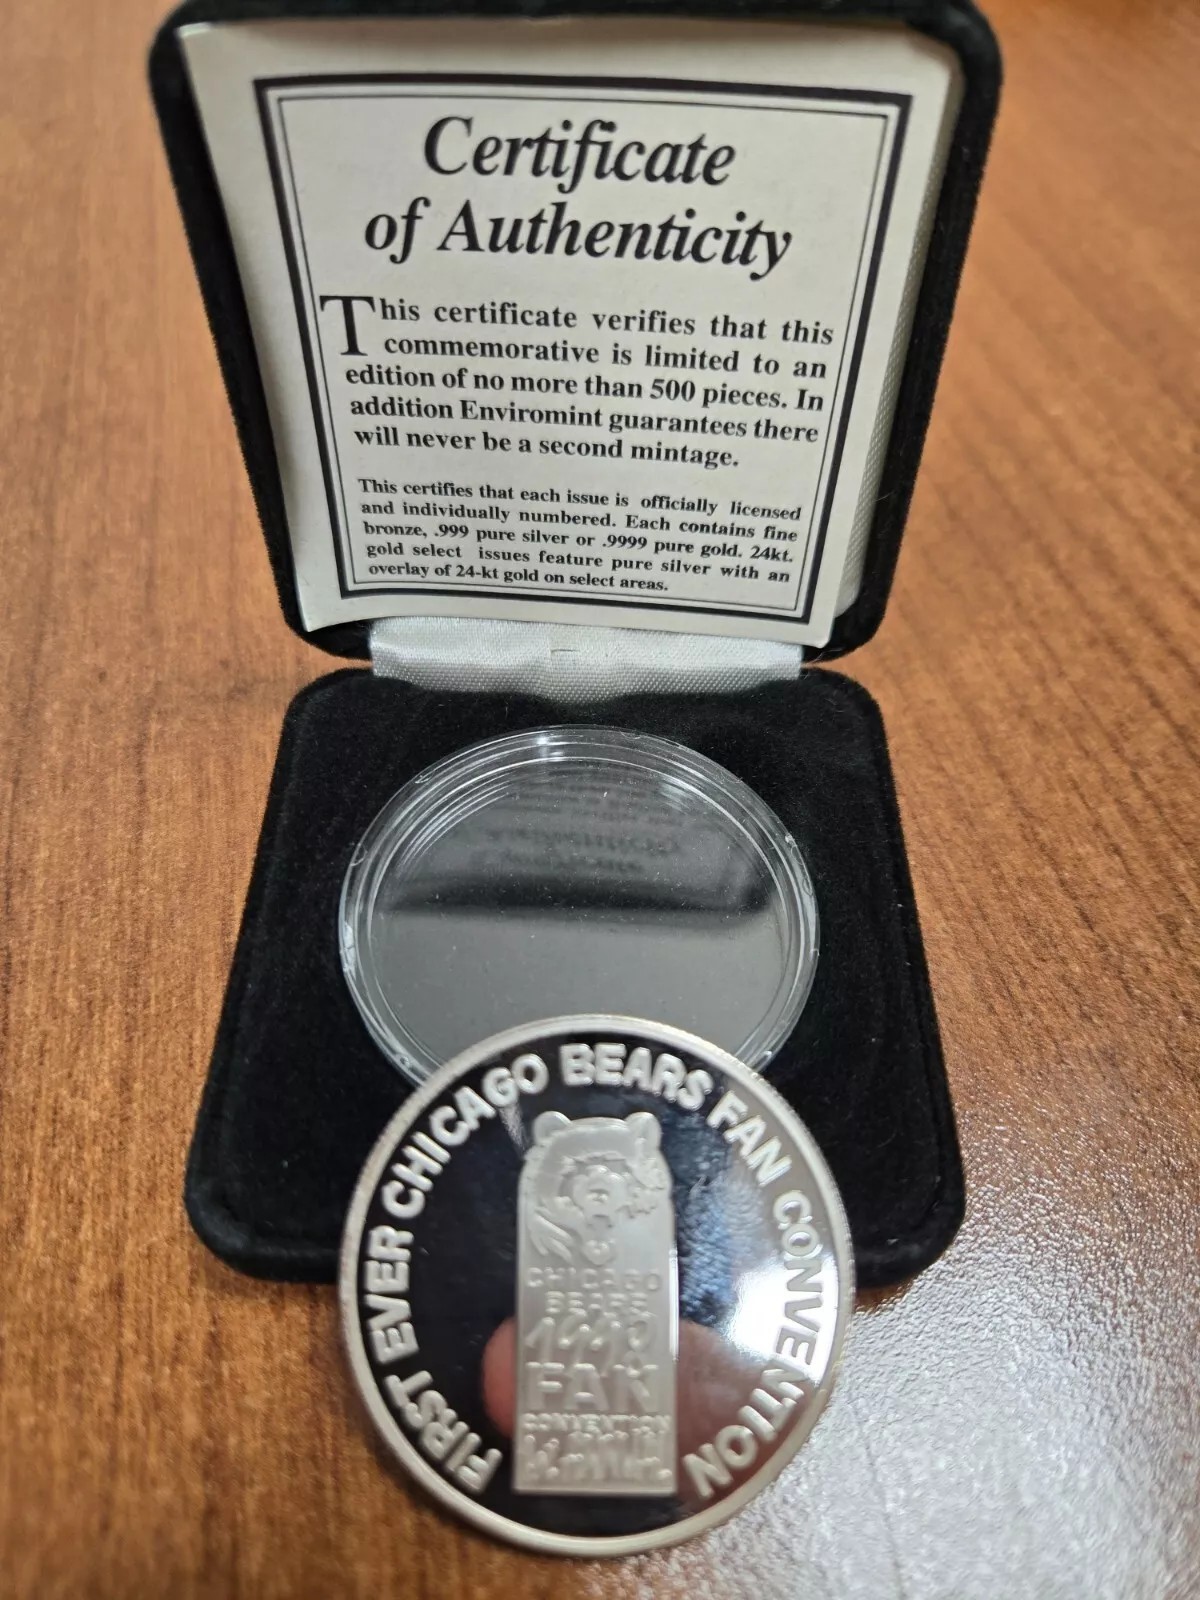 Certificate
of Authenticity
This certificate verifies that this
commemorative is limited to an
edition of no more than 500 pieces. In
addition Enviromint guarantees there
will never be a second mintage.
This certifies that each issue is officially licensed
and individually numbered. Each contains fine
bronze, .999 pure silver or .9999 pure gold. 24kt.
gold select issues feature pure silver with an
overlay of 24-kt gold on select areas.
FIRST EVER CHICAGO BEARS FAN CONVENTION
CHICAGO
BEARS
FAN
CONVENTION